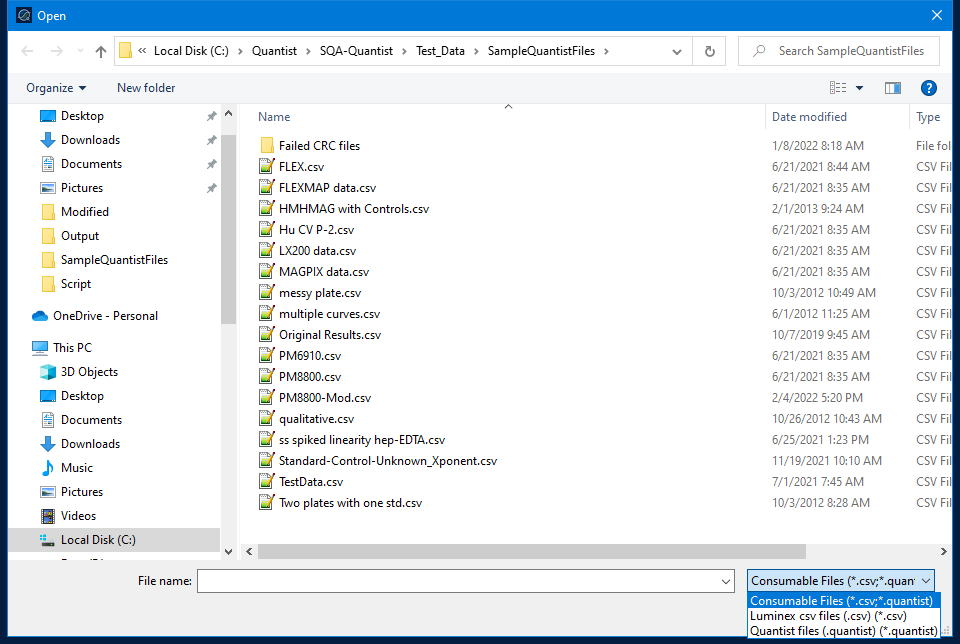 Open
« Local Disk (C:) › Quantist › SQA-Quantist › Test_Data › SampleQuantistFiles ›
Search SampleQuantistFiles
Organize
New folder
Desktop
Downloads
Documents
Pictures
Modified
Output
SampleQuantistFiles
Script
OneDrive - Personal
This PC
3D Objects
Desktop
Documents
Downloads
Music
Pictures
Videos
Local Disk (C:)
Name Date modified Type
Failed CRC files 1/8/2022 8:18 AM File fol
FLEX.csv 6/21/2021 8:44 AM CSV Fil
FLEXMAP data.csv 6/21/2021 8:35 AM CSV Fil
HMHMAG with Controls.csv 2/1/2013 9:24 AM CSV Fil
Hu CV P-2.csv 6/21/2021 8:35 AM CSV Fil
LX200 data.csv 6/21/2021 8:35 AM CSV Fil
MAGPIX data.csv 6/21/2021 8:35 AM CSV Fil
messy plate.csv 10/3/2012 10:49 AM CSV Fil
multiple curves.csv 6/1/2012 11:25 AM CSV Fil
Original Results.csv 10/7/2019 9:45 AM CSV Fil
PM6910.csv 6/21/2021 8:35 AM CSV Fil
PM8800.csv 6/21/2021 8:35 AM CSV Fil
PM8800-Mod.csv 2/4/2022 5:20 PM CSV Fil
qualitative.csv 10/26/2012 10:43 AM CSV Fil
ss spiked linearity hep-EDTA.csv 6/25/2021 1:23 PM CSV Fil
Standard-Control-Unknown_Xponent.csv 11/19/2021 10:10 AM CSV Fil
TestData.csv 7/1/2021 7:45 AM CSV Fil
Two plates with one std.csv 10/3/2012 8:28 AM CSV Fil
File name:
Consumable Files (*.csv;*.quan
Consumable Files (*.csv;*.quantist)
Luminex csv files (.csv) (*.csv)
Quantist files (.quantist) (*.quantist)